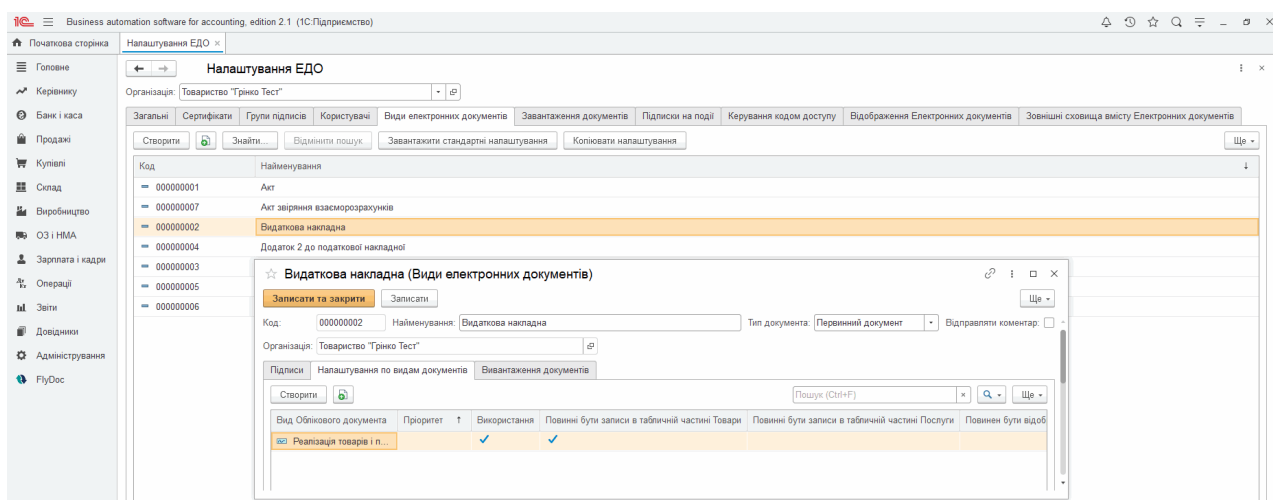 Business automation software for accounting, edition 2.1 (1С:Підприємство)
Початкова сторінка
Налаштування ЕДО ×
Головне
Керівнику
Банк і каса
Продажі
Купівлі
Склад
Виробництво
ОЗ і НМА
Зарплата і кадри
Операції
Звіти
Довідники
Адміністрування
FlyDoc
Налаштування ЕДО
Організація: Товариство "Грінко Тест"
Загальні Сертифікати Групи підписів Користувачі Види електронних документів Завантаження документів Підписки на події Керування кодом доступу Відображення Електронних документів Зовнішні сховища вмісту Електронних документів
Створити Знайти... Відмінити пошук Завантажити стандартні налаштування Копіювати налаштування Ще
Код Найменування
000000001 Акт
000000007 Акт звіряння взаєморозрахунків
000000002 Видаткова накладна
000000004 Додаток 2 до податкової накладної
000000003
000000005
000000006
Видаткова накладна (Види електронних документів)
Записати та закрити Записати Ще
Код: 000000002 Найменування: Видаткова накладна Тип документа: Первинний документ Відправляти коментар:
Організація: Товариство "Грінко Тест"
Підписи Налаштування по видам документів Вивантаження документів
Створити Пошук (Ctrl+F) × Ще
Вид Облікового документа Пріоритет ↑ Використання Повинні бути записи в табличній частині Товари Повинні бути записи в табличній частині Послуги Повинен бути відоб
Реалізація товарів і п...